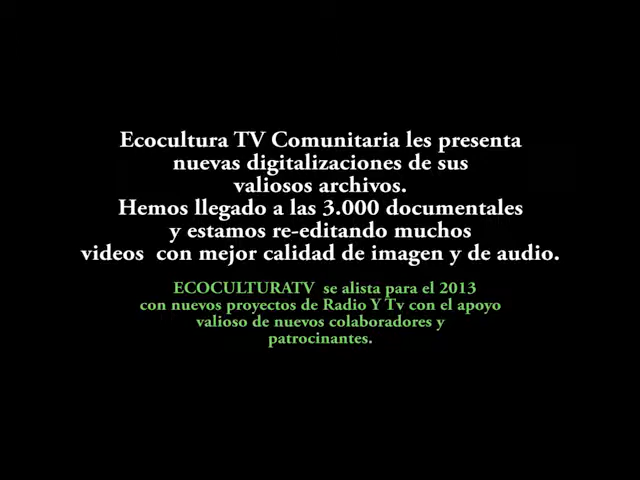 Ecocultura TV Comunitaria les presenta
nuevas digitalizaciones de sus
valiosos archivos.
Hemos llegado a las 3.000 documentales
y estamos re-editando muchos
videos  con mejor calidad de imagen y de audio.
ECOCULTURATV  se alista para el 2013
con nuevos proyectos de Radio Y Tv con el apoyo
valioso de nuevos colaboradores y
patrocinantes.